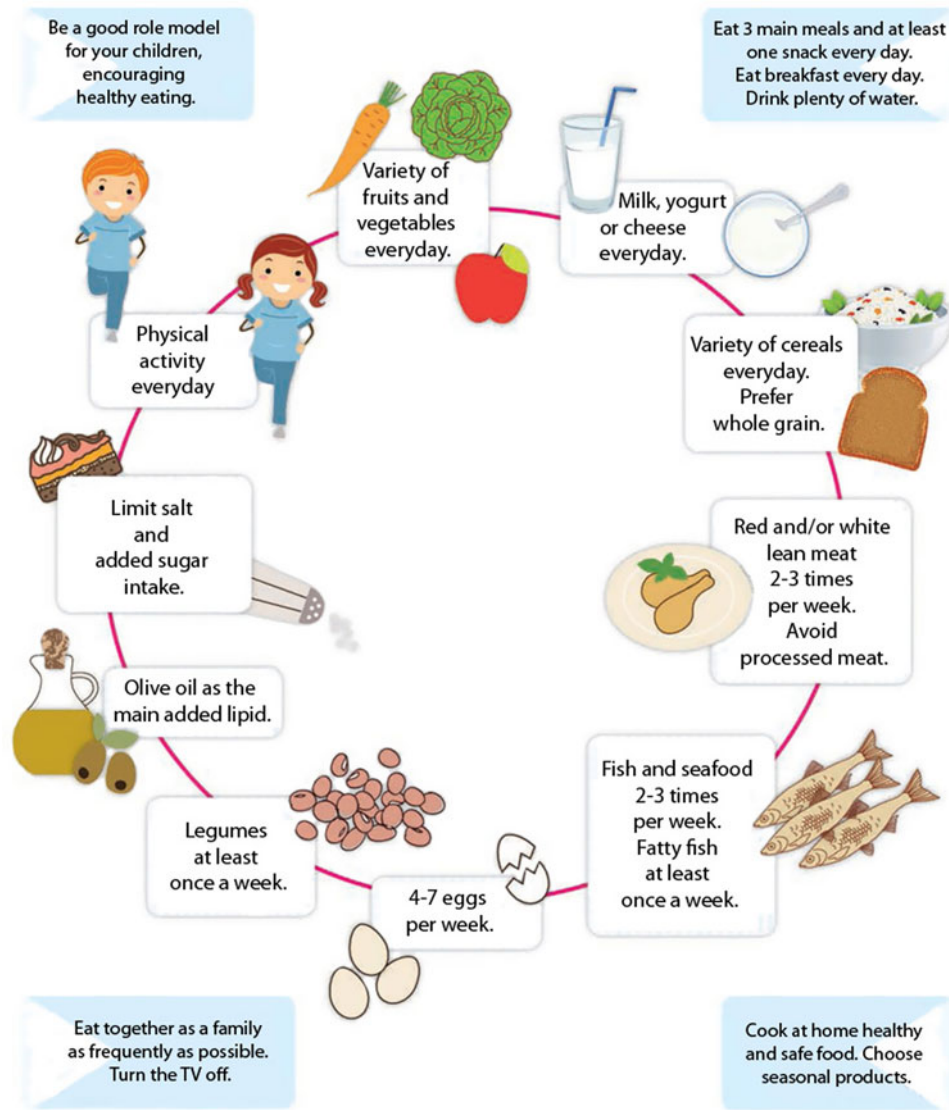 Be a good role model
for your children,
encouraging
healthy eating.
Eat 3 main meals and at least
one snack every day.
Eat breakfast every day.
Drink plenty of water.
Variety of
fruits and
vegetables
everyday.
Milk, yogurt
or cheese
everyday.
Physical
activity
everyday
Variety of cereals
everyday.
Prefer
whole grain.
Limit salt
and
added sugar
intake.
Red and/or white
lean meat
2-3 times
per week.
Avoid
processed meat.
Olive oil as the
main added lipid.
Fish and seafood
2-3 times
per week.
Fatty fish
at least
once a week.
Legumes
at least
once a week.
4-7 eggs
per week.
Eat together as a family
as frequently as possible.
Turn the TV off.
Cook at home healthy
and safe food. Choose
seasonal products.